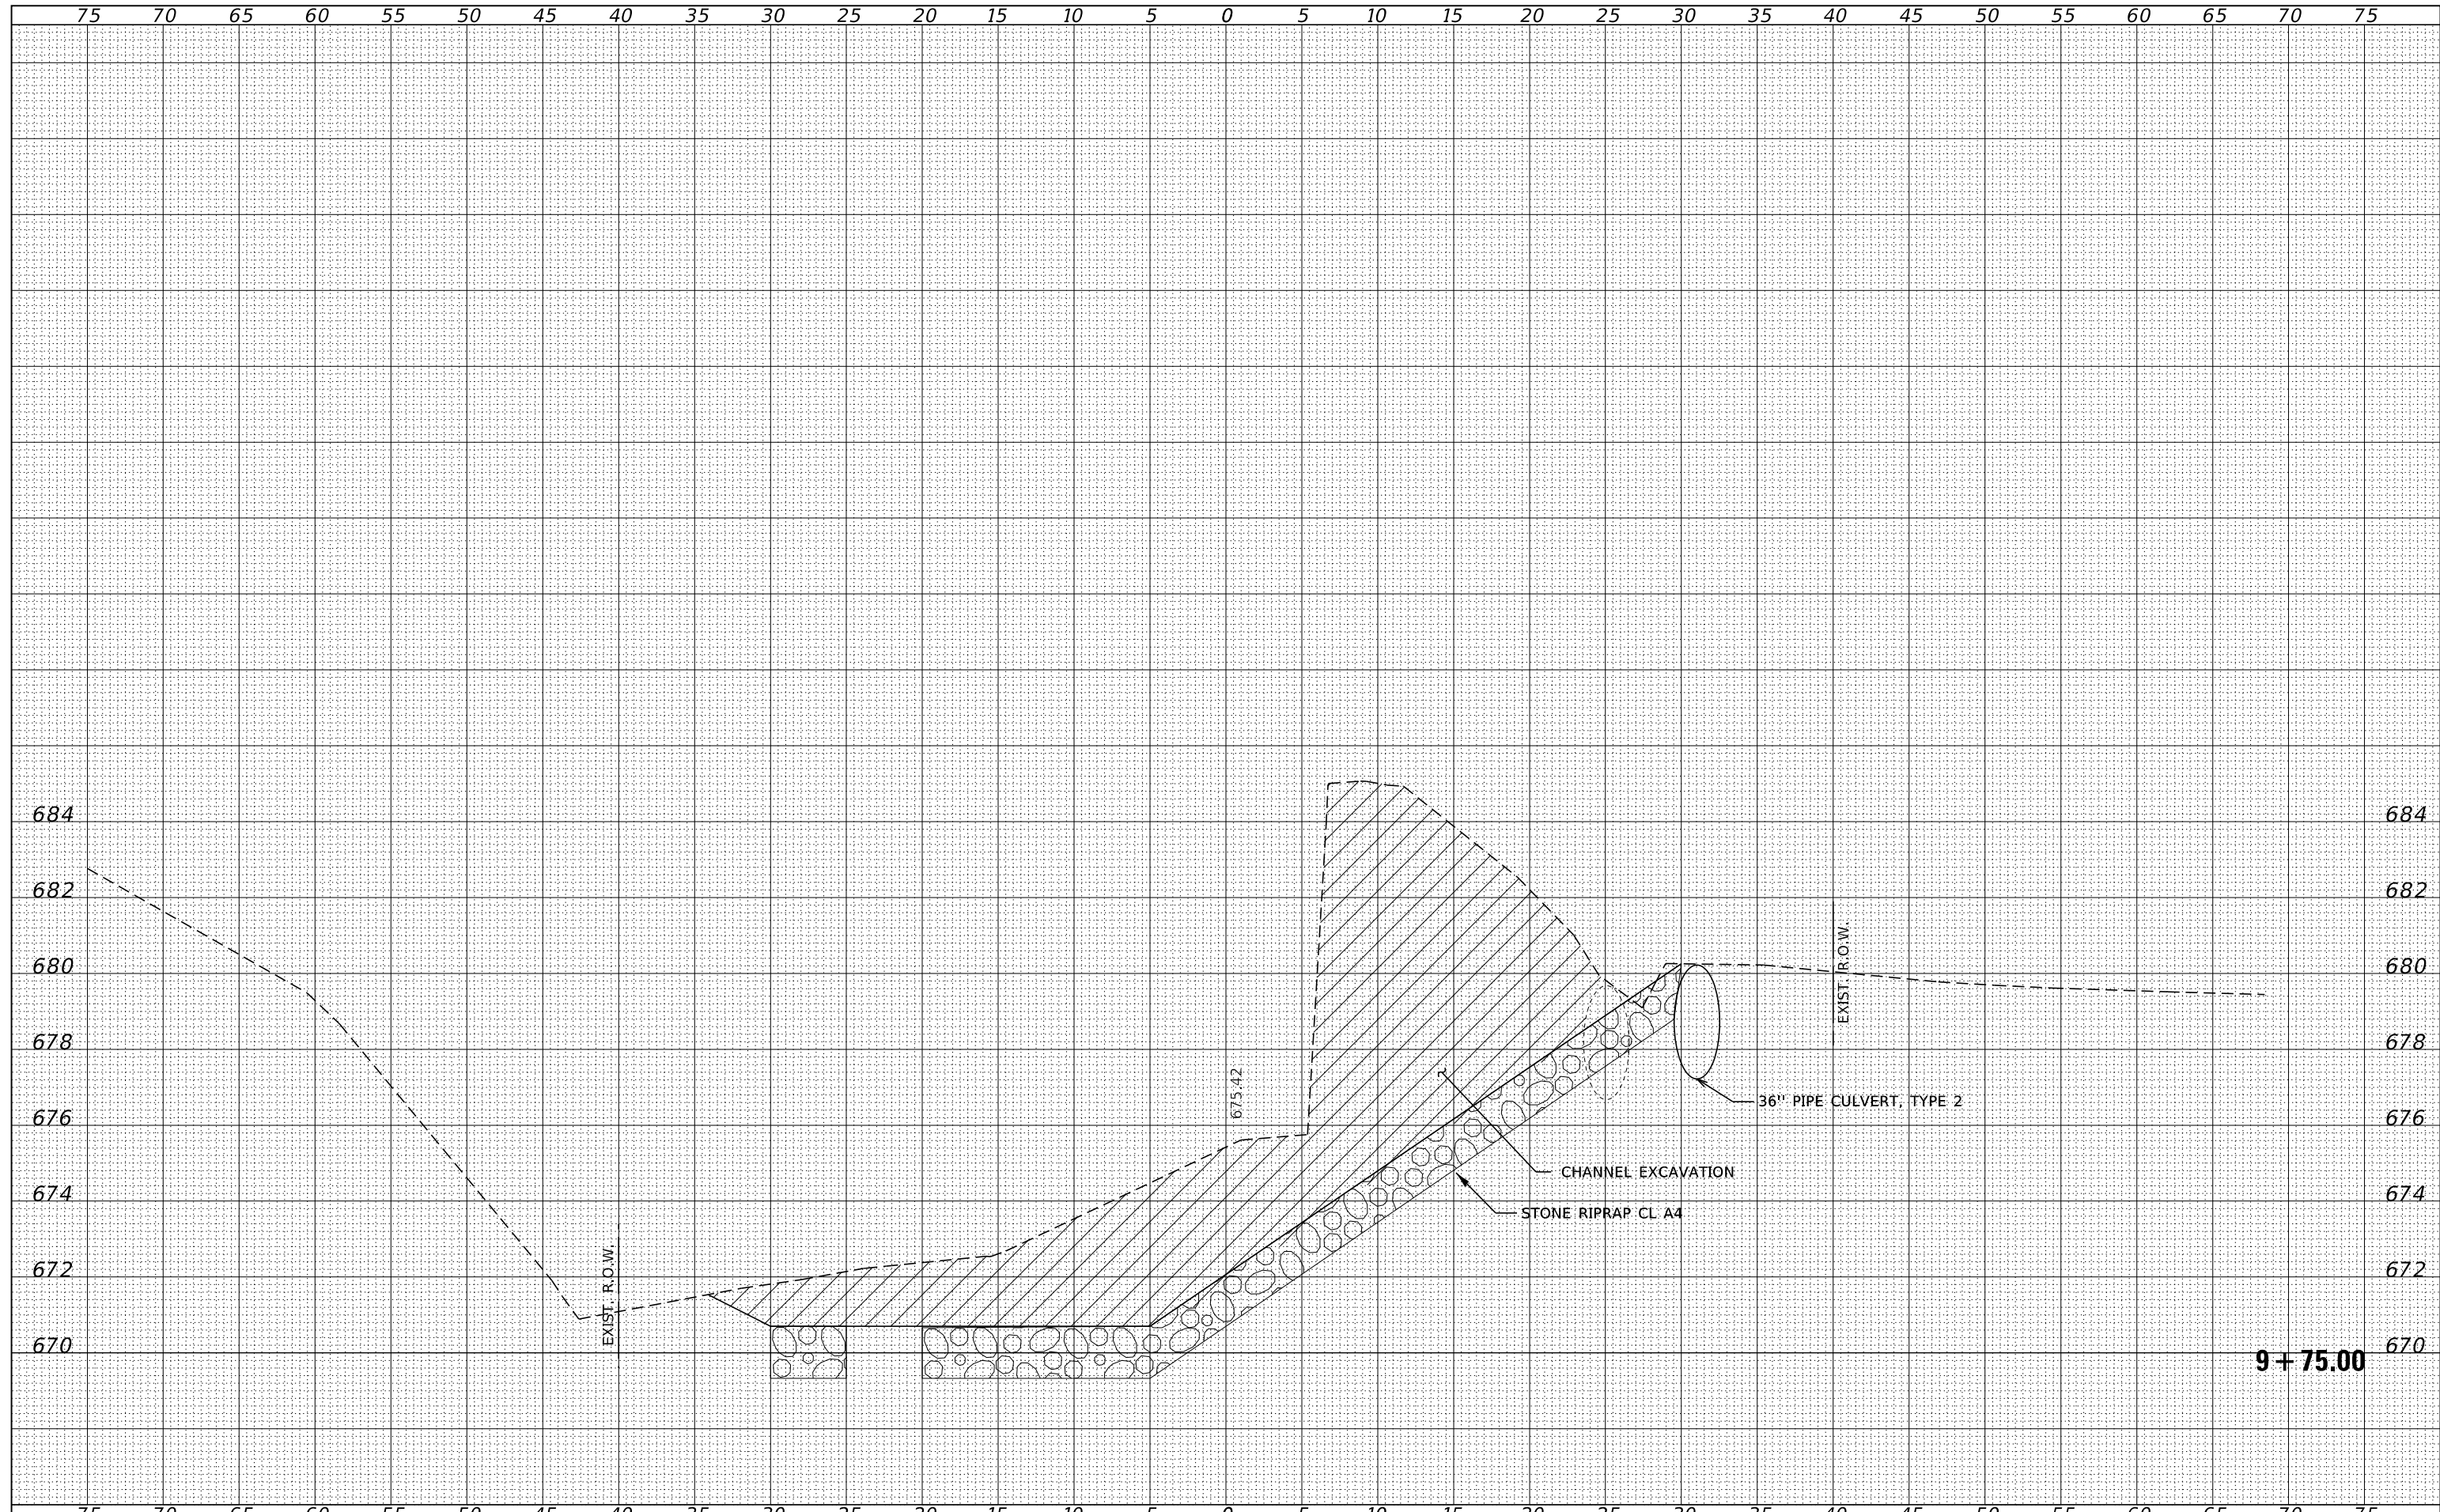 75 70 65 60 55 50 45 40 35 30 25 20 15 10 5 0 5 10 15 20 25 30 35 40 45 50 55 60 65 70 75
684 684
682 682
EXIST. R.O.W.
680 680
678 678
675.42
36'' PIPE CULVERT, TYPE 2
676 676
CHANNEL EXCAVATION
674 674
STONE RIPRAP CL A4
EXIST. R.O.W.
672 672
670 670
9+75.00
75 70 65 60 55 50 45 40 35 30 25 20 15 10 5 0 5 10 15 20 25 30 35 40 45 50 55 60 65 70 75